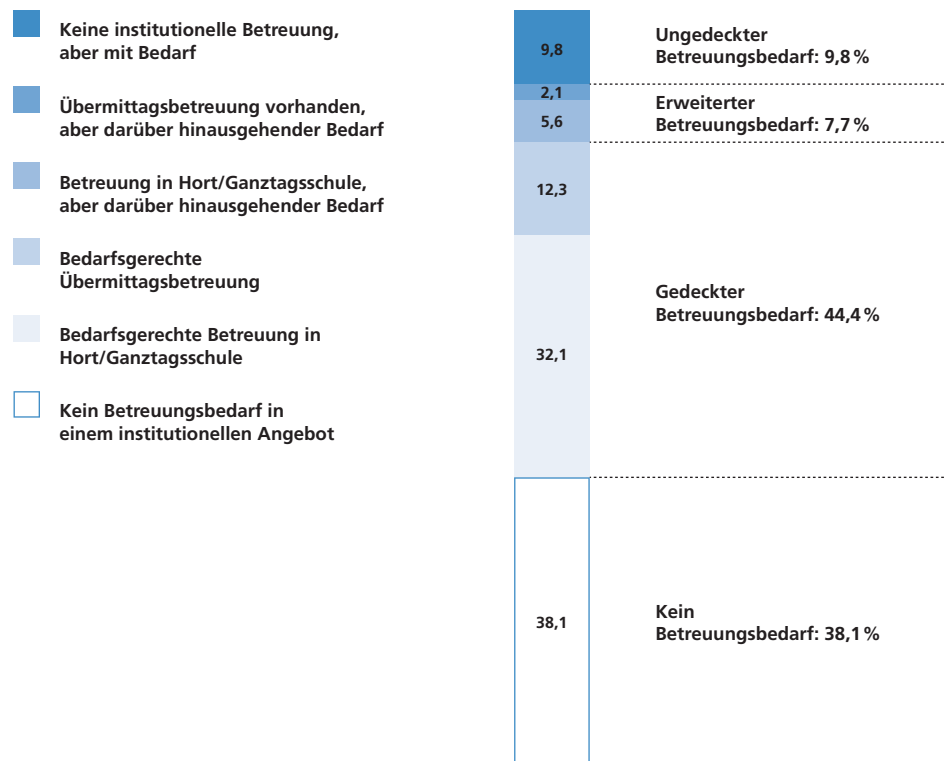 Keine institutionelle Betreuung,
aber mit Bedarf
Übermittagsbetreuung vorhanden,
aber darüber hinausgehender Bedarf
Betreuung in Hort/Ganztagsschule,
aber darüber hinausgehender Bedarf
Bedarfsgerechte
Übermittagsbetreuung
Bedarfsgerechte Betreuung in
Hort/Ganztagsschule
Kein Betreuungsbedarf in
einem institutionellen Angebot
9,8
2,1
5,6
12,3
32,1
38,1
Ungedeckter
Betreuungsbedarf: 9,8 %
Erweiterter
Betreuungsbedarf: 7,7 %
Gedeckter
Betreuungsbedarf: 44,4 %
Kein
Betreuungsbedarf: 38,1 %